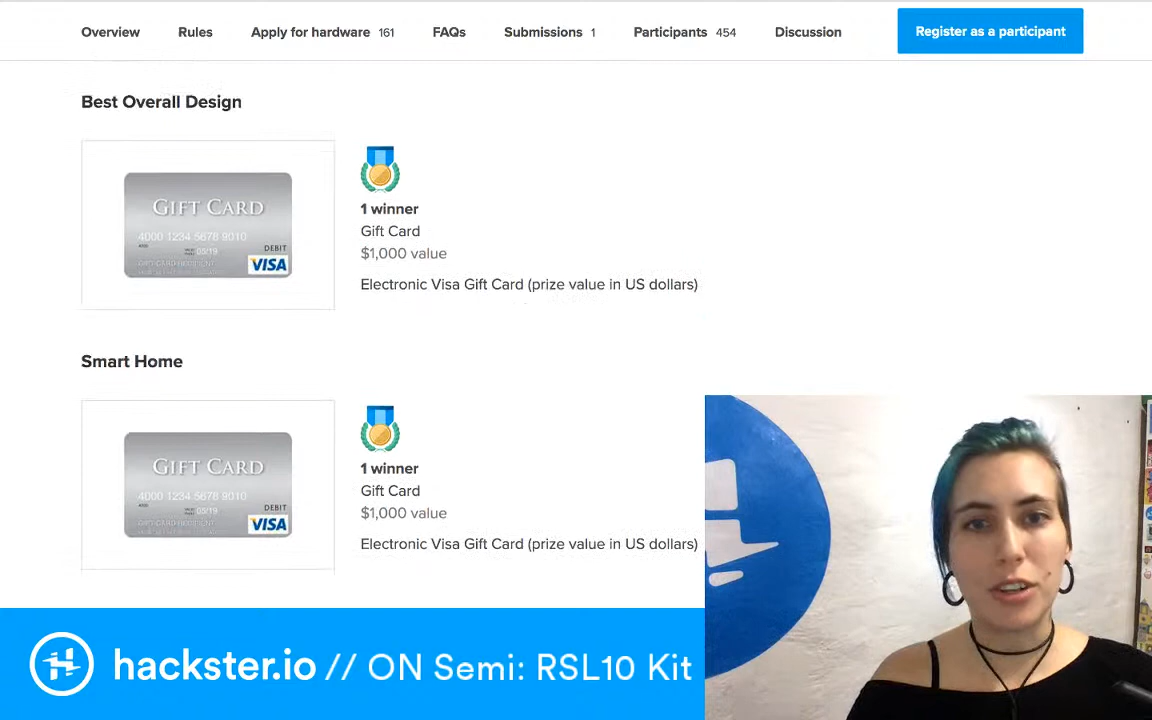 Overview Rules Apply for hardware 161 FAQs Submissions 1 Participants 454 Discussion Register as a participant
Best Overall Design
GIFT CARD
4000 1234 5678 9010
DEBIT
VISA
1 winner
Gift Card
$1,000 value
Electronic Visa Gift Card (prize value in US dollars)
Smart Home
GIFT CARD
4000 1234 5678 9010
DEBIT
VISA
1 winner
Gift Card
$1,000 value
Electronic Visa Gift Card (prize value in US dollars)
hackster.io // ON Semi: RSL10 Kit